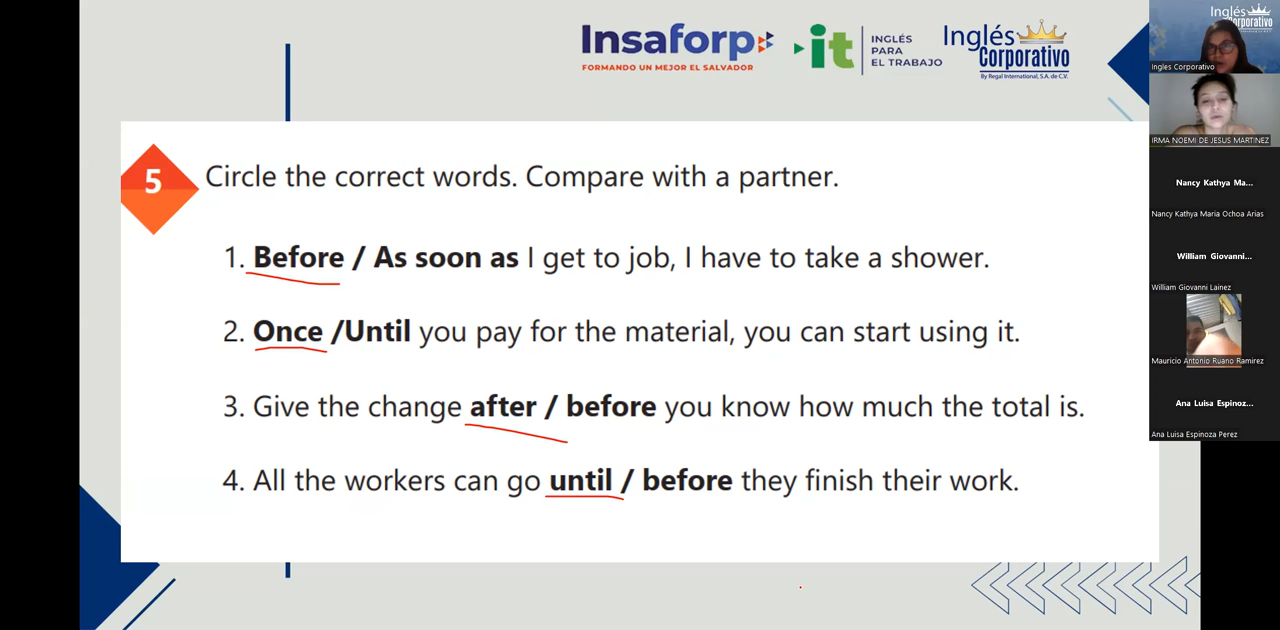 Insaforp
FORMANDO UN MEJOR EL SALVADOR
it
INGLÉS
PARA
EL TRABAJO
Inglés
Corporativo
By Regal International, S.A. de C.V.
5
Circle the correct words. Compare with a partner.
1. Before / As soon as I get to job, I have to take a shower.
2. Once /Until you pay for the material, you can start using it.
3. Give the change after / before you know how much the total is.
4. All the workers can go until / before they finish their work.
Inglés
Corporativo
Ingles Corporativo
IRMA NOEMI DE JESUS MARTINEZ
Nancy Kathya Ma...
Nancy Kathya Maria Ochoa Arias
William Giovanni...
William Giovanni Lainez
Mauricio Antonio Ruano Ramirez
Ana Luisa Espinoz...
Ana Luisa Espinoza Perez